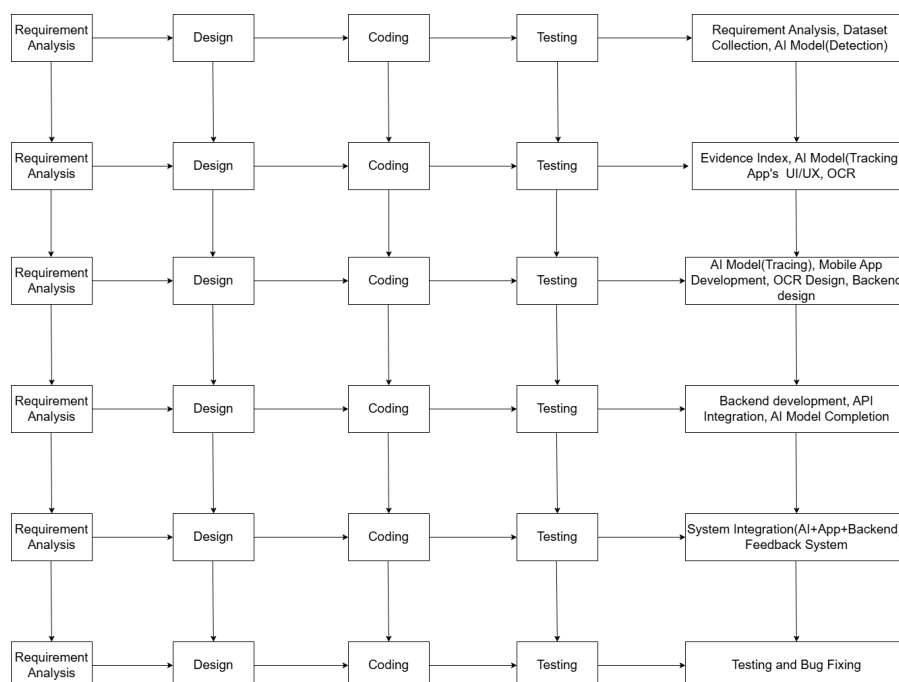 Requirement
Analysis
Design
Coding
Testing
Requirement Analysis, Dataset
Collection, AI Model(Detection)
Requirement
Analysis
Design
Coding
Testing
Evidence Index, AI Model(Tracking
App's UI/UX, OCR
Requirement
Analysis
Design
Coding
Testing
AI Model(Tracing), Mobile App
Development, OCR Design, Backend
design
Requirement
Analysis
Design
Coding
Testing
Backend development, API
Integration, AI Model Completion
Requirement
Analysis
Design
Coding
Testing
System Integration(AI+App+Backend)
Feedback System
Requirement
Analysis
Design
Coding
Testing
Testing and Bug Fixing